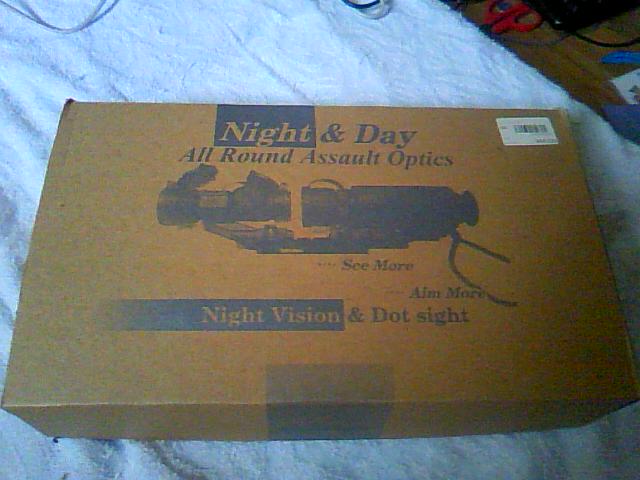 Night & Day
All Round Assault Optics
.... See More
.... Aim More
Night Vision & Dot sight